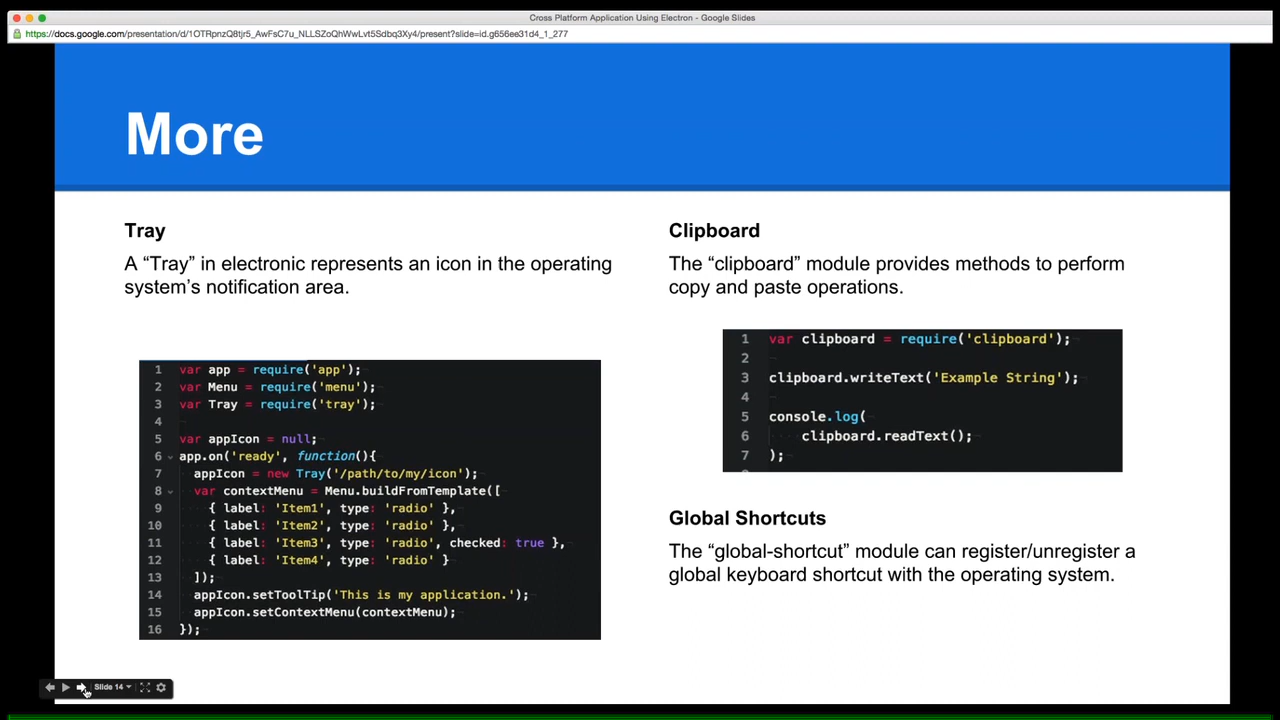 Cross Platform Application Using Electron - Google Slides
https://docs.google.com/presentation/d/1OTRpnzQ8tjr5_AwFsC7u_NLLSZoQhWwLvt5Sdbq3Xy4/present?slide=id.g656ee31d4_1_277
More
Tray
A “Tray” in electronic represents an icon in the operating
system’s notification area.
1 var app = require('app');
2 var Menu = require('menu');
3 var Tray = require('tray');
4
5 var appIcon = null;
6 app.on('ready', function(){
7 appIcon = new Tray('/path/to/my/icon');
8 var contextMenu = Menu.buildFromTemplate([
9 { label: 'Item1', type: 'radio' },
10 { label: 'Item2', type: 'radio' },
11 { label: 'Item3', type: 'radio', checked: true },
12 { label: 'Item4', type: 'radio' }
13 ]);
14 appIcon.setToolTip('This is my application.');
15 appIcon.setContextMenu(contextMenu);
16 });
Clipboard
The “clipboard” module provides methods to perform
copy and paste operations.
1 var clipboard = require('clipboard');
2
3 clipboard.writeText('Example String');
4
5 console.log(
6 clipboard.readText();
7 );
Global Shortcuts
The “global-shortcut” module can register/unregister a
global keyboard shortcut with the operating system.
Slide 14